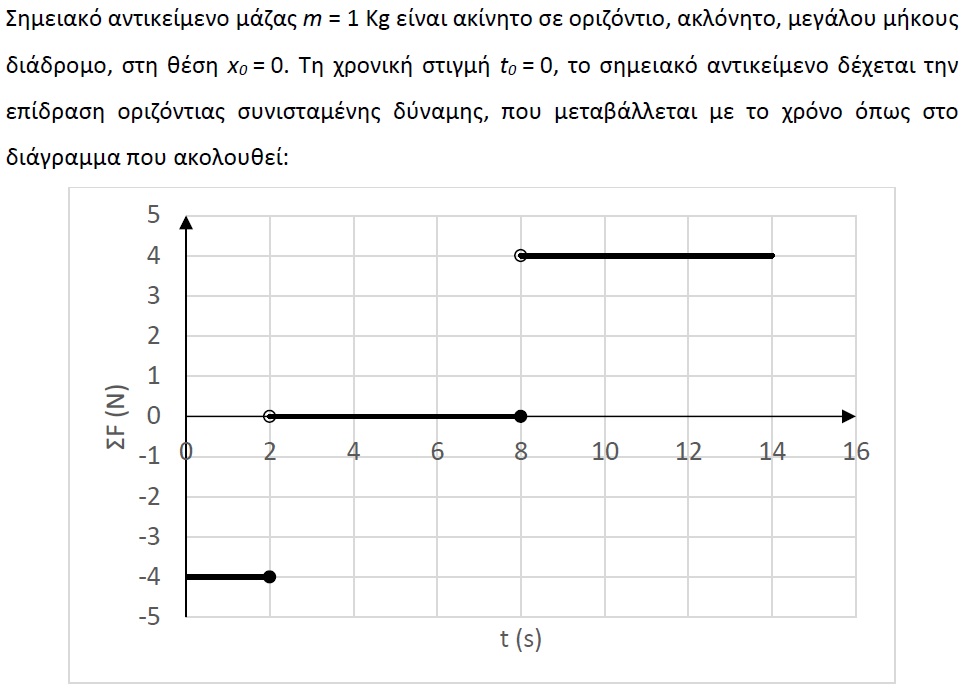 Σημειακό αντικείμενο μάζας m = 1 Kg είναι ακίνητο σε οριζόντιο, ακλόνητο, μεγάλου μήκους
διάδρομο, στη θέση x0 = 0. Τη χρονική στιγμή t0 = 0, το σημειακό αντικείμενο δέχεται την
επίδραση οριζόντιας συνισταμένης δύναμης, που μεταβάλλεται με το χρόνο όπως στο
διάγραμμα που ακολουθεί:
5
4
3
2
1
0
-1
-2
-3
-4
-5
ΣF (N)
0 2 4 6 8 10 12 14 16
t (s)